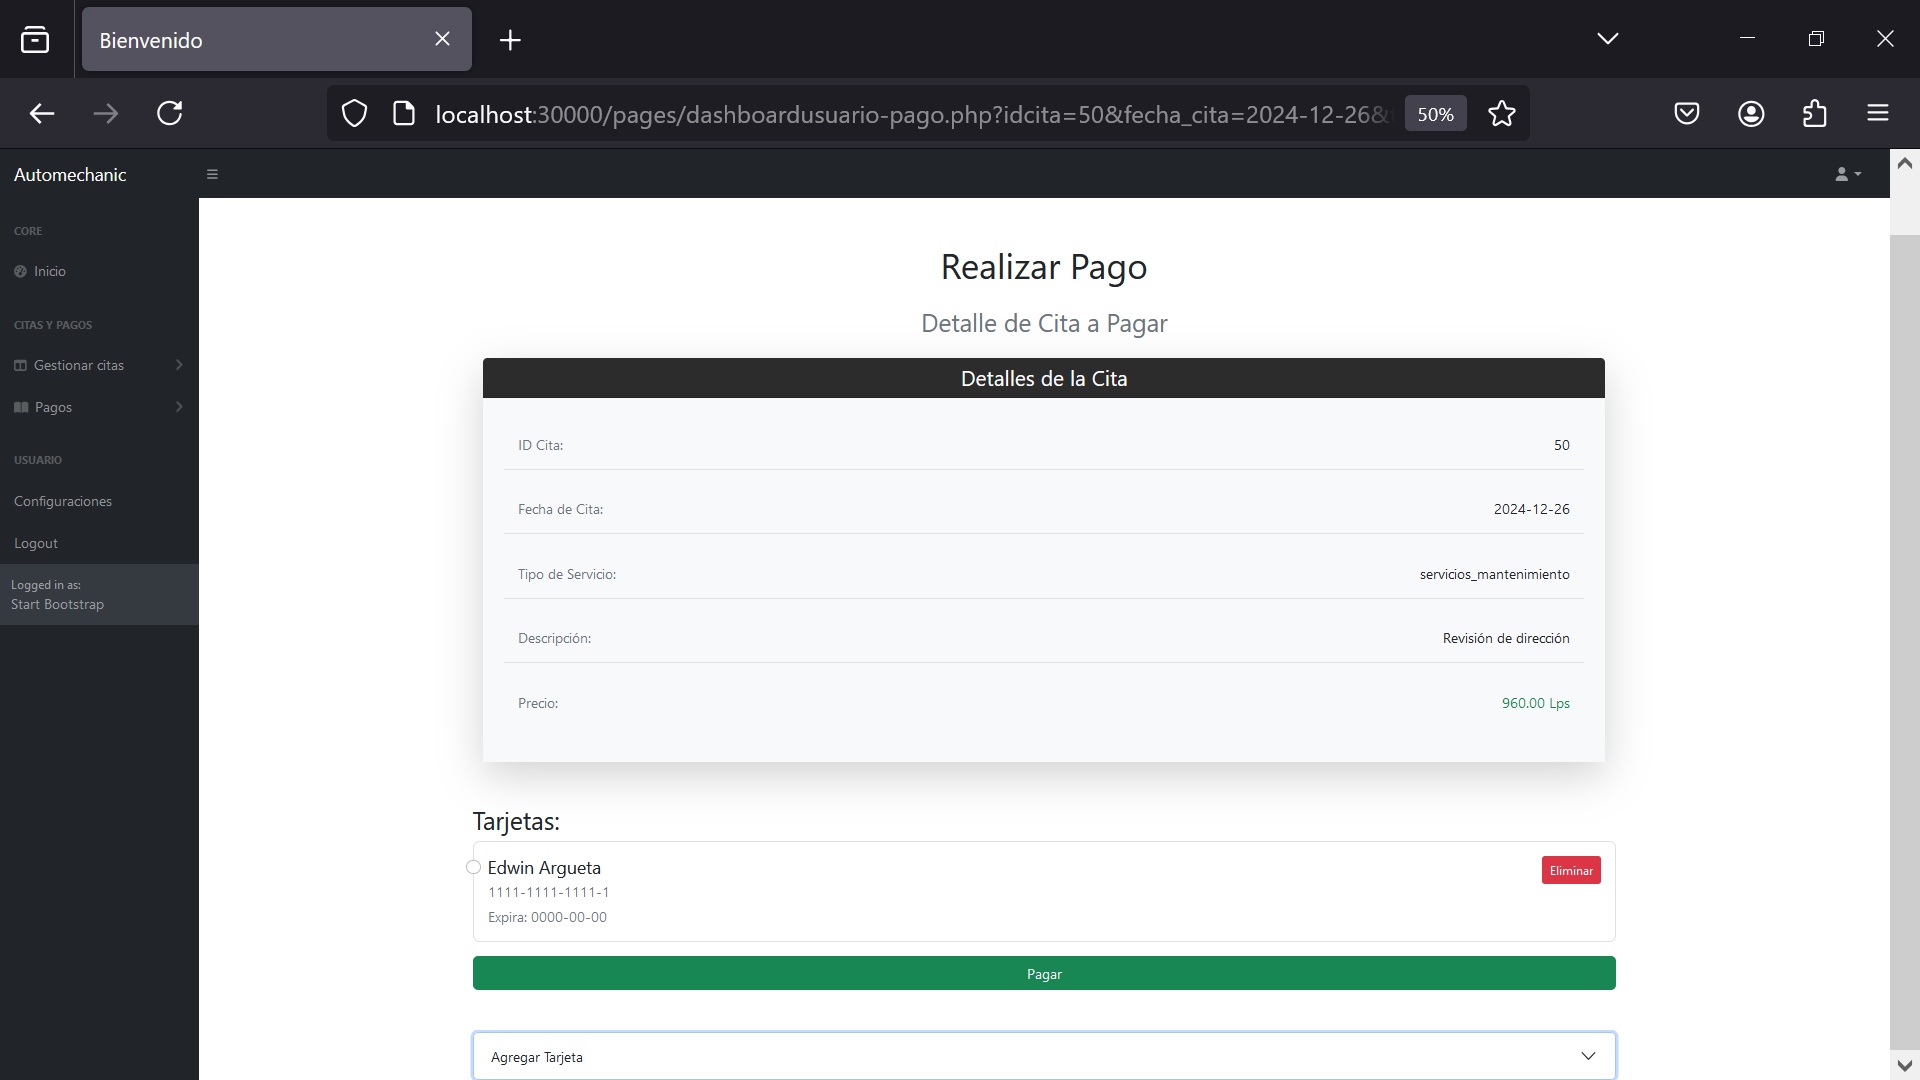 Bienvenido
localhost:30000/pages/dashboardusuario-pago.php?idcita=50&fecha_cita=2024-12-26&
50%
Automechanic
CORE
Inicio
CITAS Y PAGOS
Gestionar citas
Pagos
USUARIO
Configuraciones
Logout
Logged in as:
Start Bootstrap
Realizar Pago
Detalle de Cita a Pagar
Detalles de la Cita
ID Cita: 50
Fecha de Cita: 2024-12-26
Tipo de Servicio: servicios_mantenimiento
Descripción: Revisión de dirección
Precio: 960.00 Lps
Tarjetas:
Edwin Argueta
Eliminar
1111-1111-1111-1
Expira: 0000-00-00
Pagar
Agregar Tarjeta